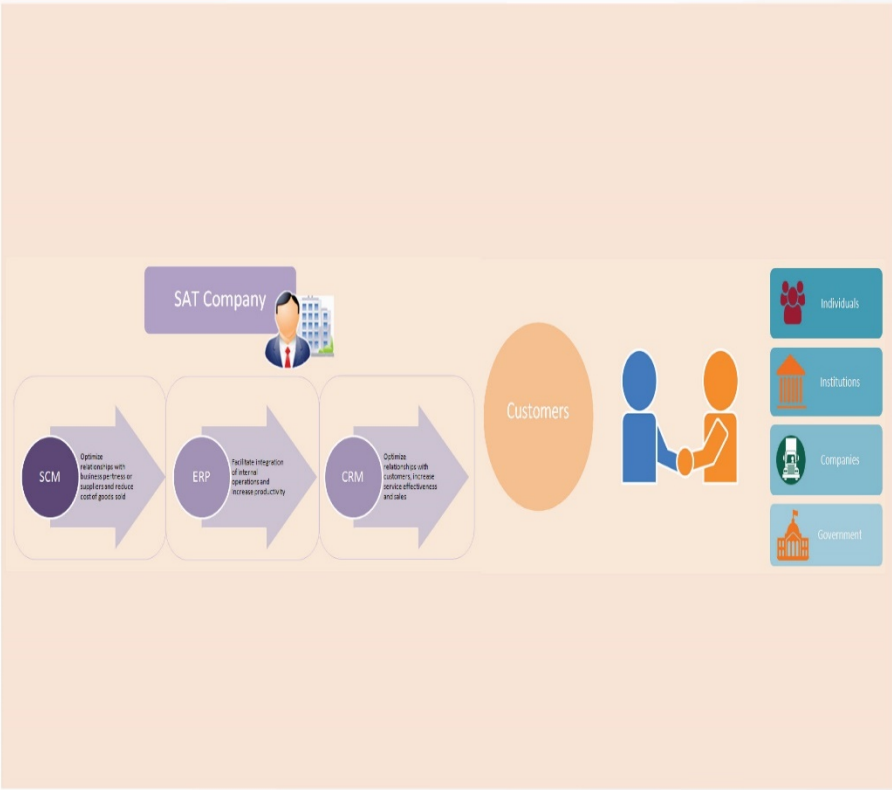 SAT Company
SCM
Optimize
relationships with
business pertness or
suppliers and reduce
cost of goods sold
ERP
Facilitate integration
of internal
operations and
increase productivity
CRM
Optimize
relationships with
customers, increase
service effectiveness
and sales
Customers
Individuals
Institutions
Companies
Government